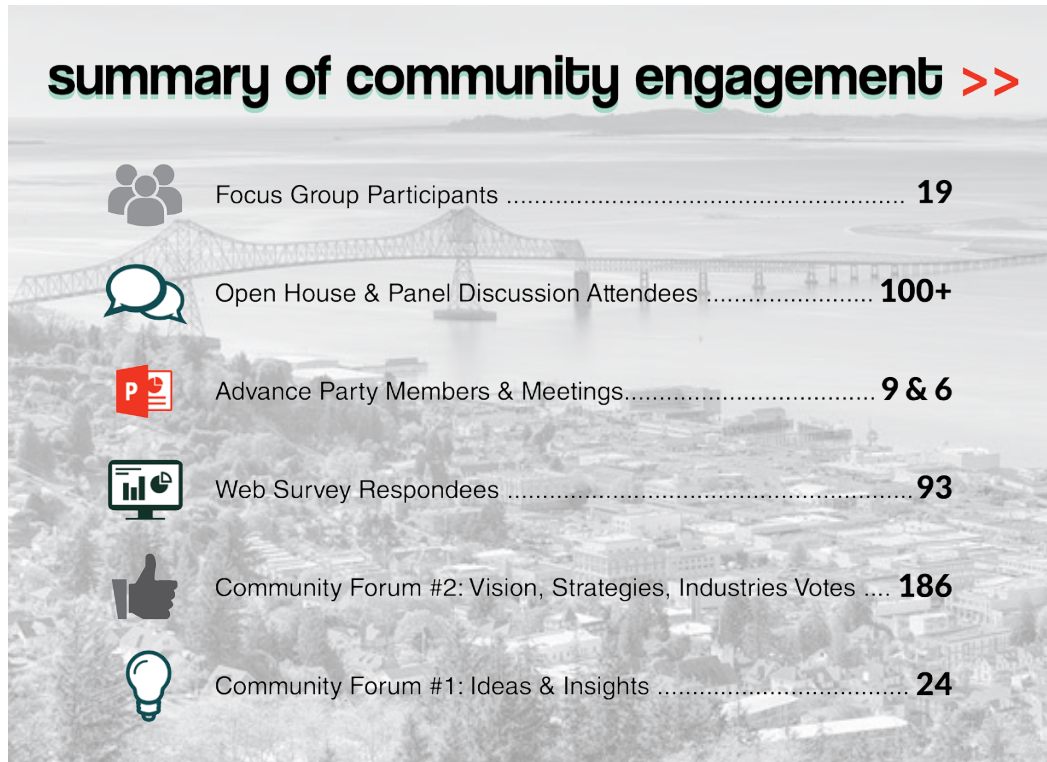 summary of community engagement >>
Focus Group Participants ......................................................... 19
Open House & Panel Discussion Attendees ........................ 100+
P
Advance Party Members & Meetings.................................... 9 & 6
Web Survey Respondees ..........................................................93
Community Forum #2: Vision, Strategies, Industries Votes .... 186
Community Forum #1: Ideas & Insights .................................... 24